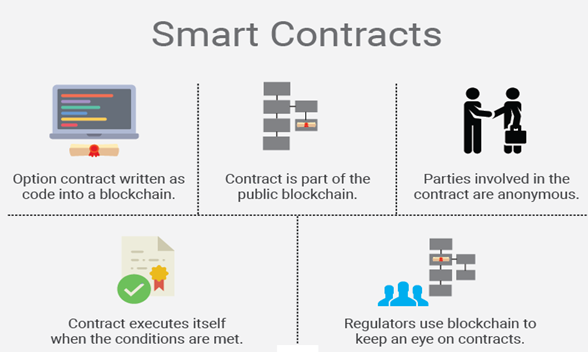 Smart Contracts
Option contract written as
code into a blockchain.
Contract is part of the
public blockchain.
Parties involved in the
contract are anonymous.
Contract executes itself
when the conditions are met.
Regulators use blockchain to
keep an eye on contracts.